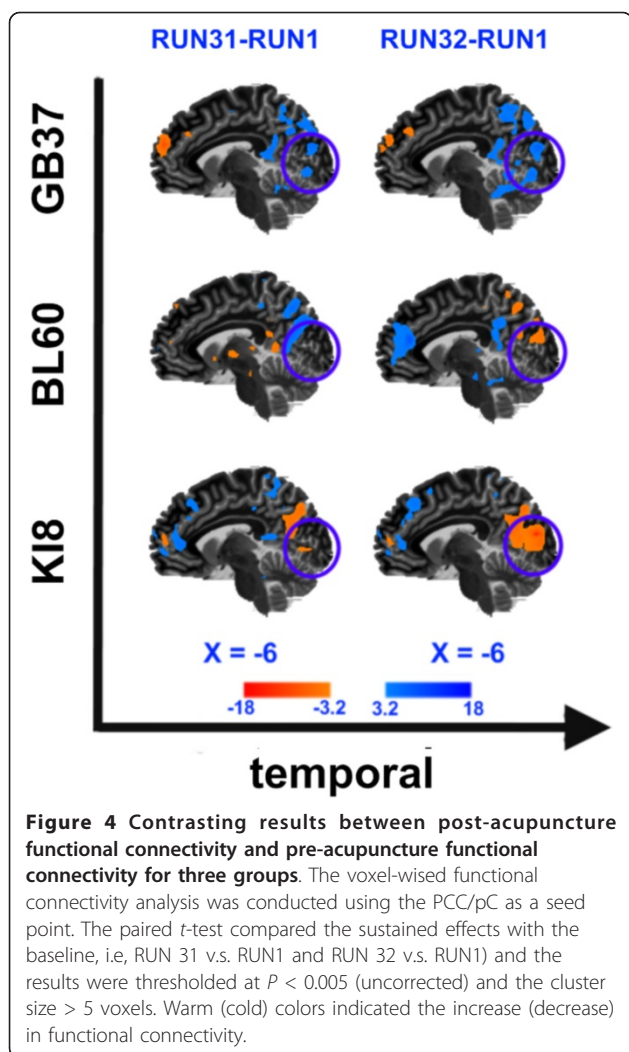 RUN31-RUN1 RUN32-RUN1
GB37
BL60
KI8
X = -6 X = -6
-18 -3.2 3.2 18
temporal
Figure 4 Contrasting results between post-acupuncture
functional connectivity and pre-acupuncture functional
connectivity for three groups. The voxel-wised functional
connectivity analysis was conducted using the PCC/pC as a seed
point. The paired t-test compared the sustained effects with the
baseline, i.e, RUN 31 v.s. RUN1 and RUN 32 v.s. RUN1) and the
results were thresholded at P < 0.005 (uncorrected) and the cluster
size > 5 voxels. Warm (cold) colors indicated the increase (decrease)
in functional connectivity.